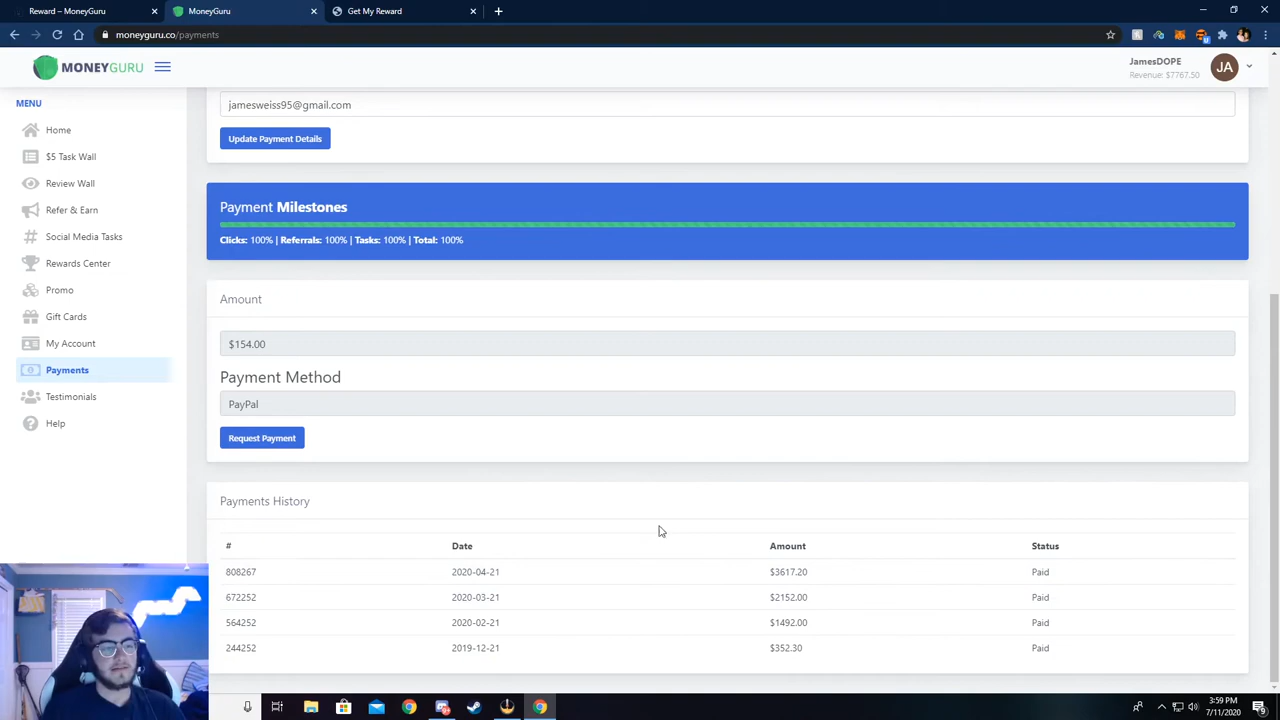 Reward – MoneyGuru
MoneyGuru
Get My Reward
moneyguru.co/payments
MONEYGURU
JamesDOPE
Revenue: $7767.50
JA
MENU
Home
$5 Task Wall
Review Wall
Refer & Earn
Social Media Tasks
Rewards Center
Promo
Gift Cards
My Account
Payments
Testimonials
Help
jamesweiss95@gmail.com
Update Payment Details
Payment Milestones
Clicks: 100% | Referrals: 100% | Tasks: 100% | Total: 100%
Amount
$154.00
Payment Method
PayPal
Request Payment
Payments History
# Date Amount Status
808267 2020-04-21 $3617.20 Paid
672252 2020-03-21 $2152.00 Paid
564252 2020-02-21 $1492.00 Paid
244252 2019-12-21 $352.30 Paid
3:59 PM
7/11/2020